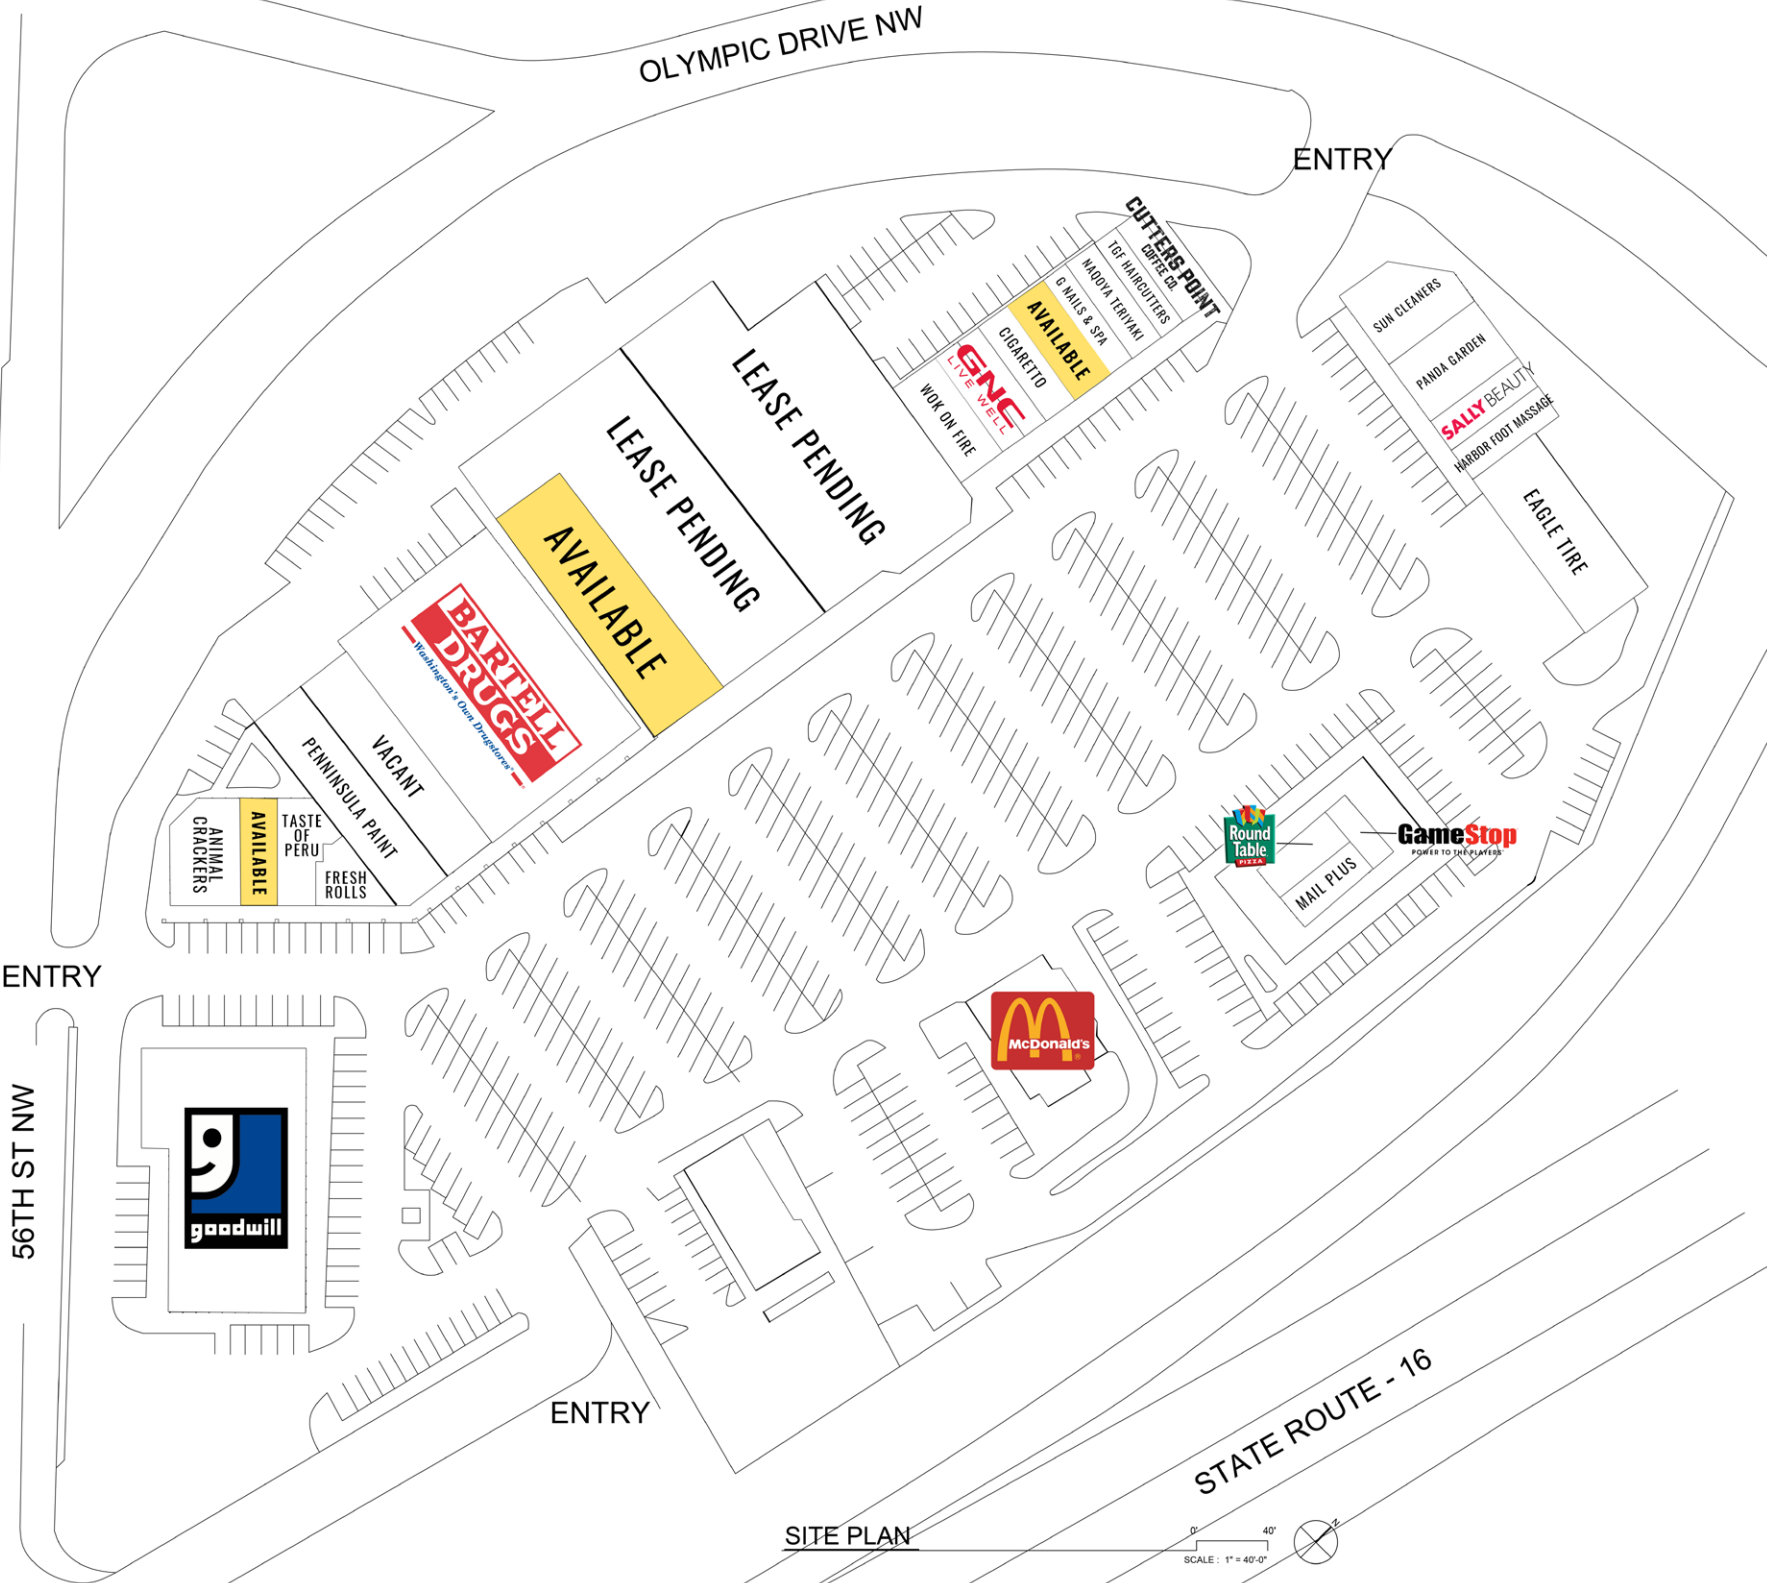 OLYMPIC DRIVE NW
ENTRY
CUTTERS POINT
COFFEE CO.
TGF HAIRCUTTERS
NAQOYA TERIYAKI
G NAILS & SPA
AVAILABLE
CIGARETTO
GNC
LIVE WELL
WOK ON FIRE
SUN CLEANERS
PANDA GARDEN
SALLY BEAUTY
HARBOR FOOT MASSAGE
EAGLE TIRE
LEASE PENDING
LEASE PENDING
AVAILABLE
BARTELL
DRUGS
Washington's Own Drugstores
VACANT
PENNINSULA PAINT
TASTE
OF
PERU
FRESH
ROLLS
AVAILABLE
ANIMAL
CRACKERS
Round
Table
PIZZA
GameStop
POWER TO THE PLAYERS
MAIL PLUS
McDonald's
ENTRY
56TH ST NW
goodwill
ENTRY
STATE ROUTE - 16
SITE PLAN
0' 40'
SCALE : 1" = 40'-0"
N